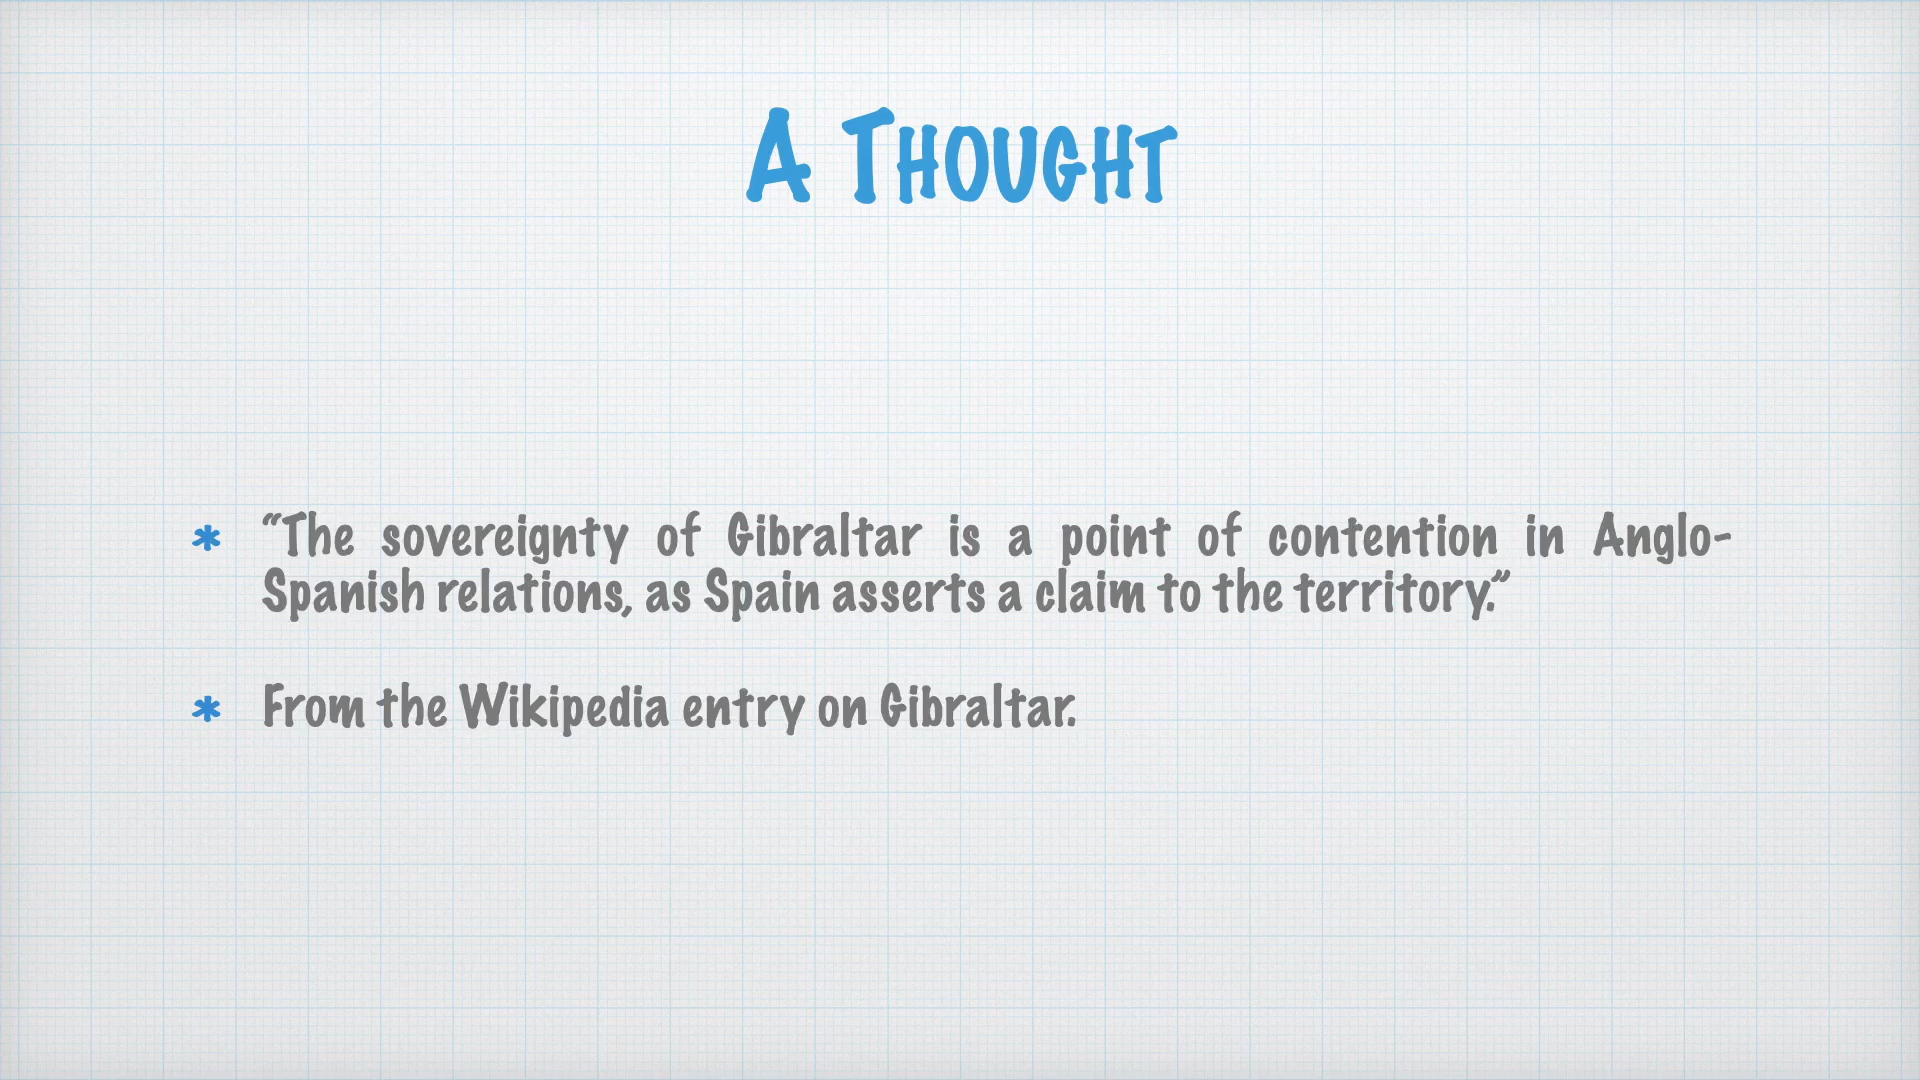 A THOUGHT
* “The sovereignty of Gibraltar is a point of contention in Anglo-
Spanish relations, as Spain asserts a claim to the territory.”
* From the Wikipedia entry on Gibraltar.